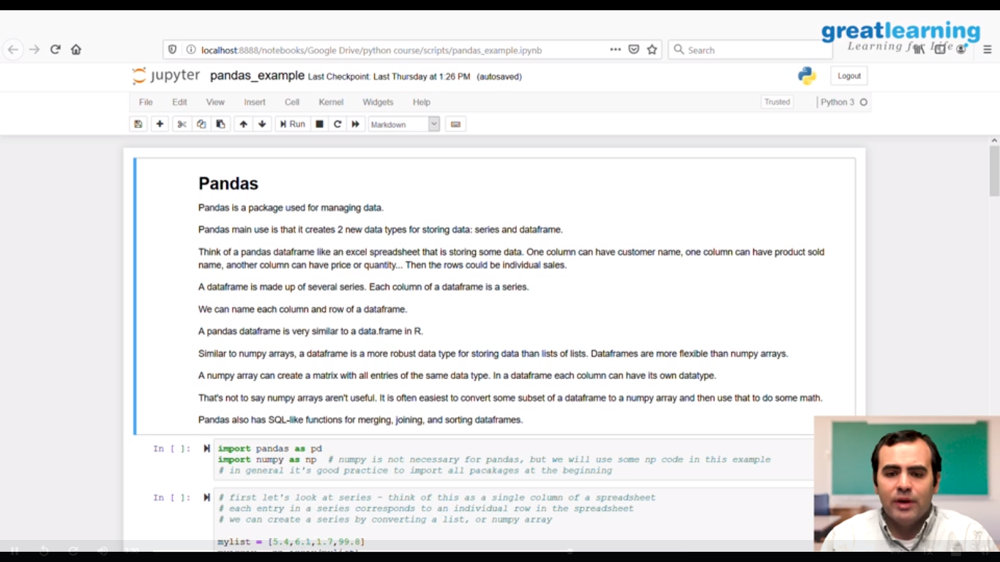 greatlearning
Learning for Life
localhost:8888/notebooks/Google Drive/python course/scripts/pandas_example.ipynb
Search
jupyter pandas_example Last Checkpoint: Last Thursday at 1:26 PM (autosaved)
Logout
File Edit View Insert Cell Kernel Widgets Help
Trusted
Python 3
Run
Markdown
Pandas
Pandas is a package used for managing data.
Pandas main use is that it creates 2 new data types for storing data: series and dataframe.
Think of a pandas dataframe like an excel spreadsheet that is storing some data. One column can have customer name, one column can have product sold
name, another column can have price or quantity... Then the rows could be individual sales.
A dataframe is made up of several series. Each column of a dataframe is a series.
We can name each column and row of a dataframe.
A pandas dataframe is very similar to a data.frame in R.
Similar to numpy arrays, a dataframe is a more robust data type for storing data than lists of lists. Dataframes are more flexible than numpy arrays.
A numpy array can create a matrix with all entries of the same data type. In a dataframe each column can have its own datatype.
That's not to say numpy arrays aren't useful. It is often easiest to convert some subset of a dataframe to a numpy array and then use that to do some math.
Pandas also has SQL-like functions for merging, joining, and sorting dataframes.
In [ ]: import pandas as pd
import numpy as np # numpy is not necessary for pandas, but we will use some np code in this example
# in general it's good practice to import all pacakages at the beginning
In [ ]: # first let's look at series - think of this as a single column of a spreadsheet
# each entry in a series corresponds to an individual row in the spreadsheet
# we can create a series by converting a list, or numpy array
mylist = [5.4,6.1,1.7,99.8]